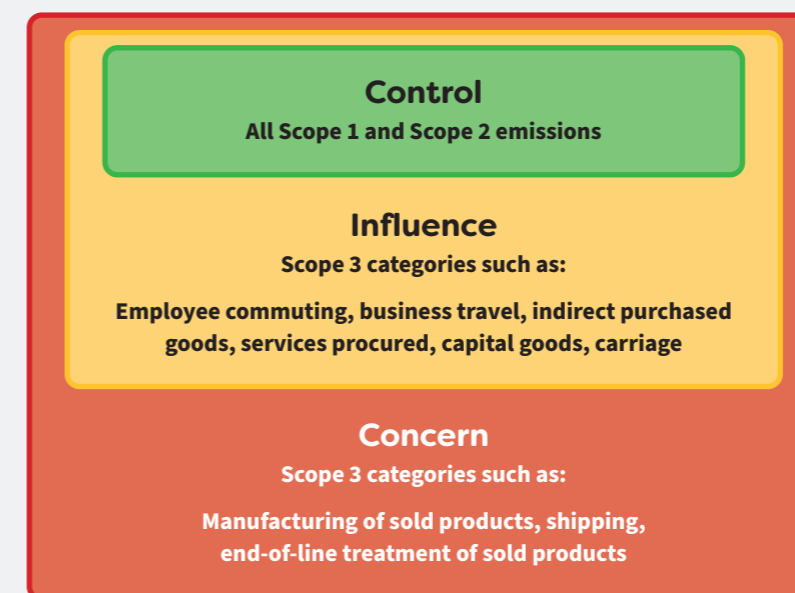 Control
All Scope 1 and Scope 2 emissions
Influence
Scope 3 categories such as:
Employee commuting, business travel, indirect purchased
goods, services procured, capital goods, carriage
Concern
Scope 3 categories such as:
Manufacturing of sold products, shipping,
end-of-line treatment of sold products